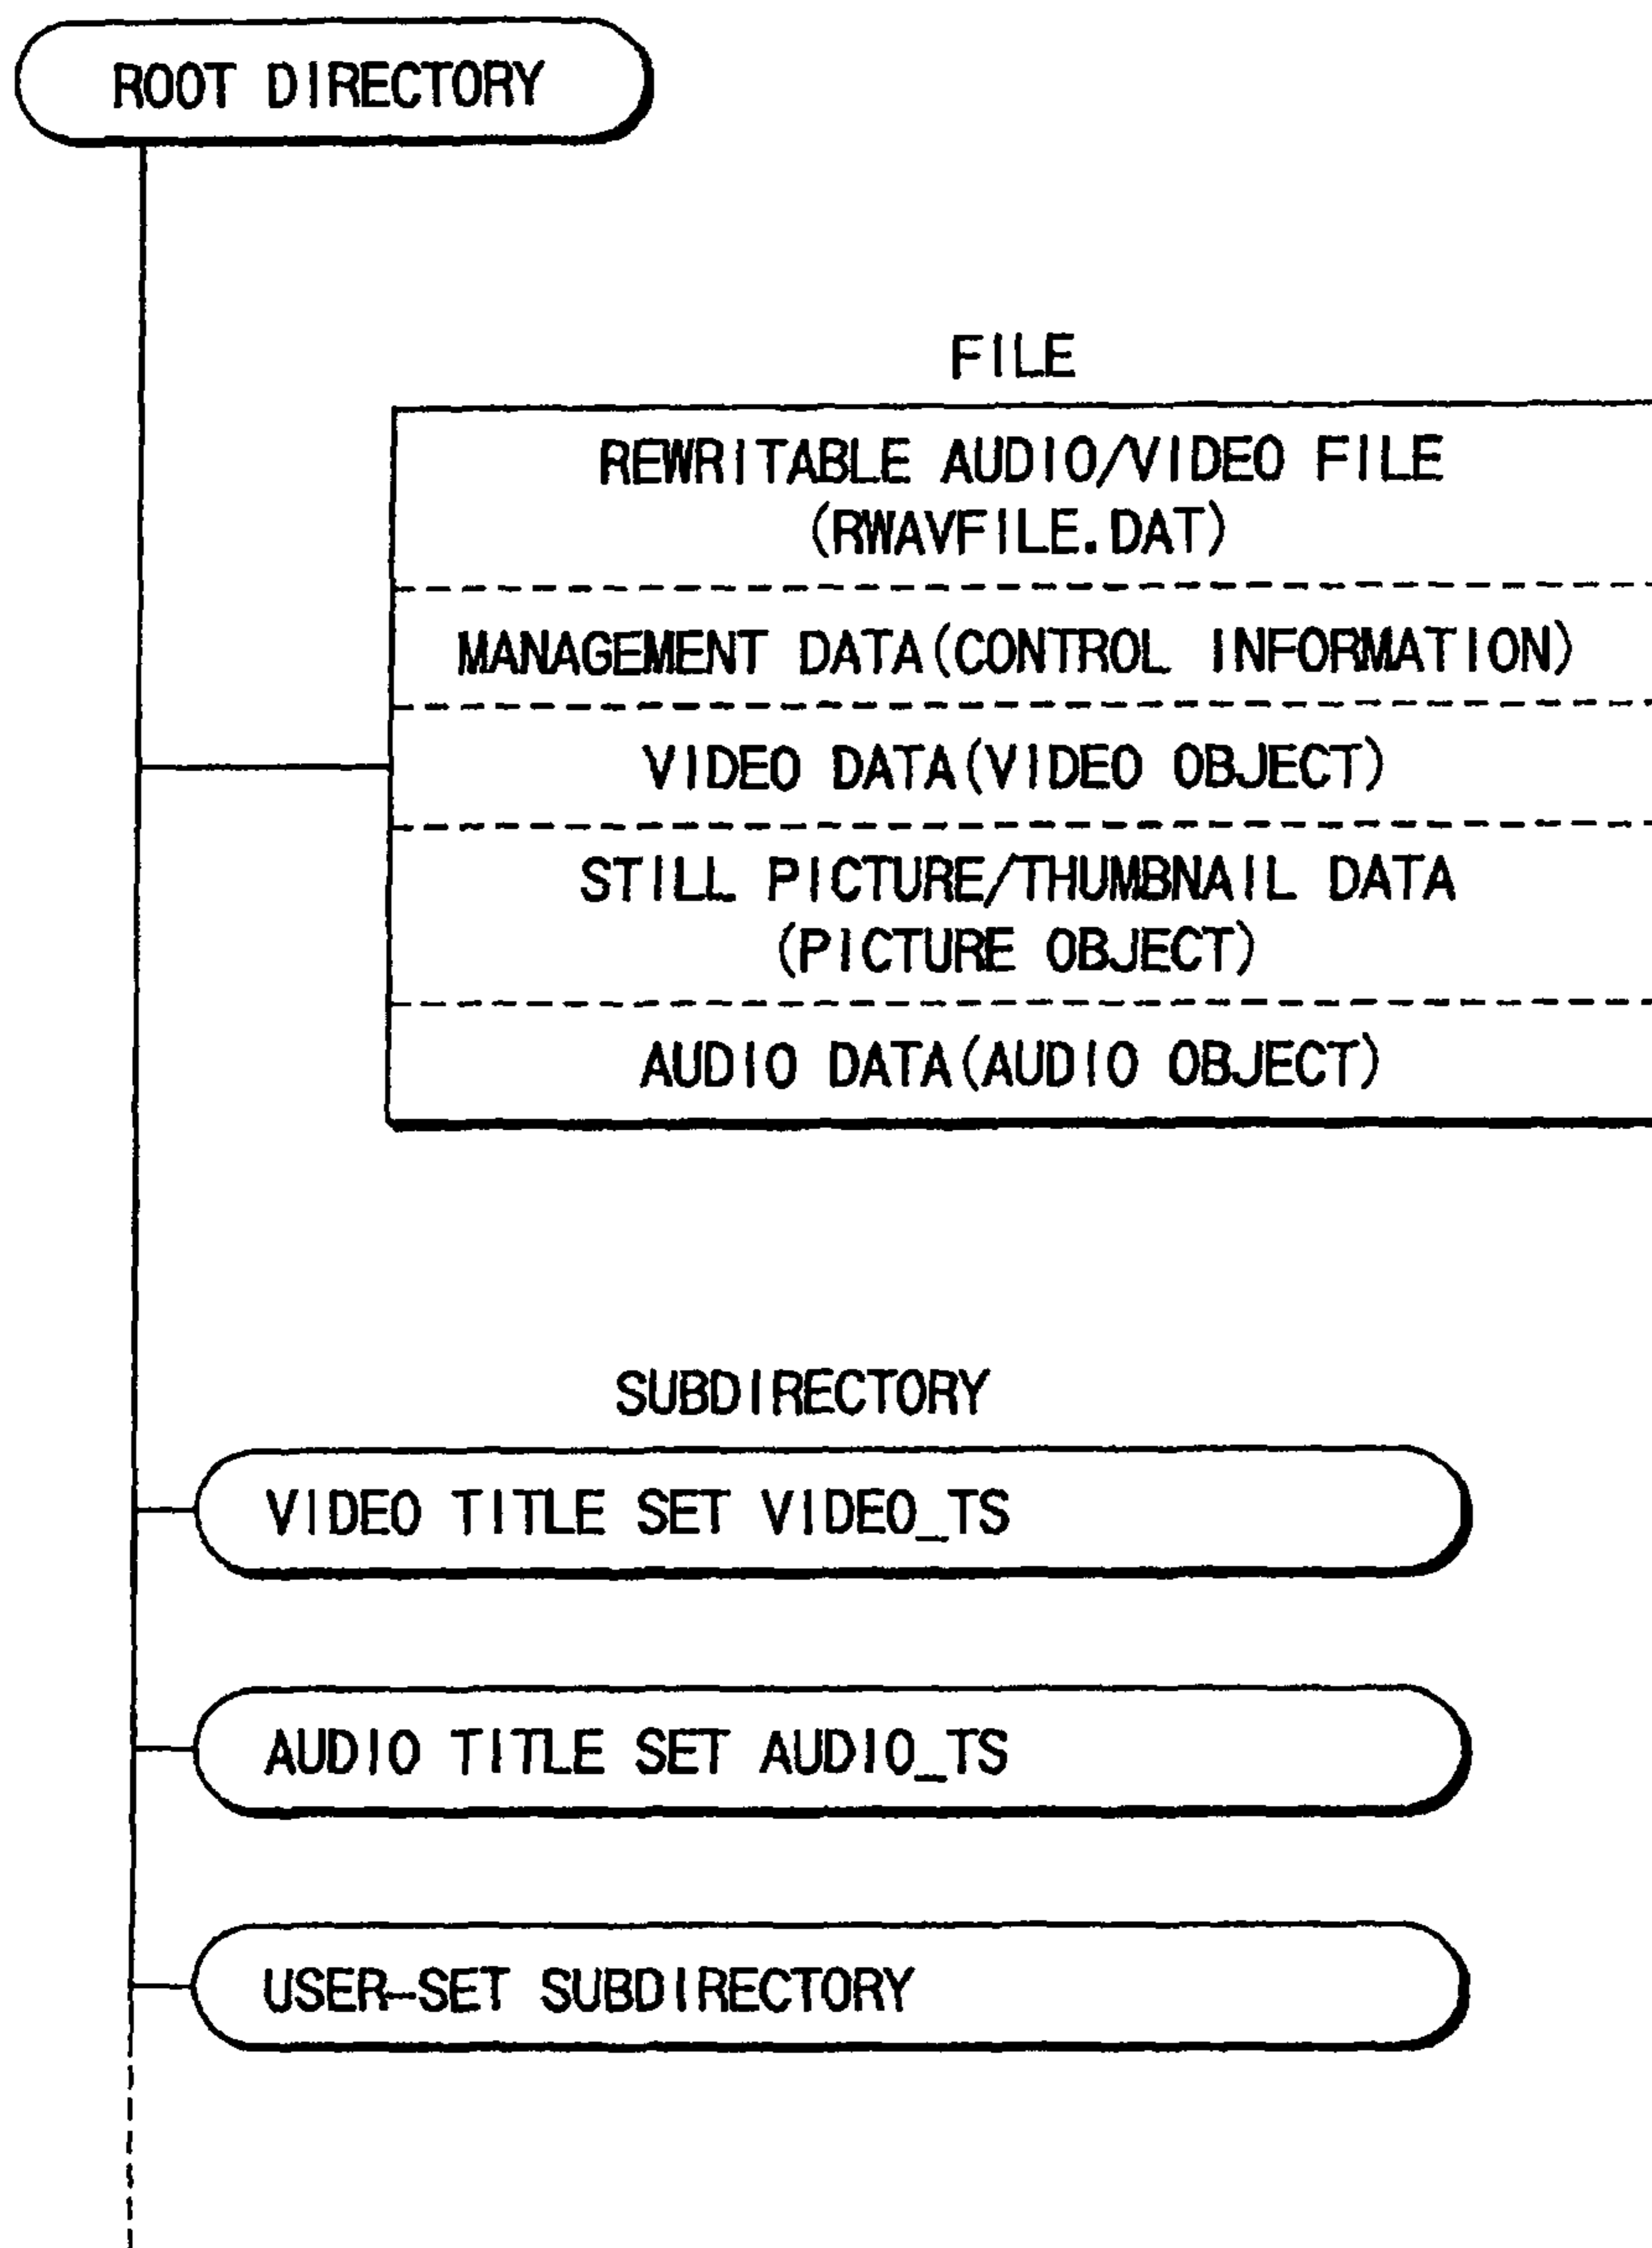 ROOT DIRECTORY
FILE
REWRITABLE AUDIO/VIDEO FILE
(RWAVFILE.DAT)
MANAGEMENT DATA(CONTROL INFORMATION)
VIDEO DATA(VIDEO OBJECT)
STILL PICTURE/THUMBNAIL DATA
(PICTURE OBJECT)
AUDIO DATA(AUDIO OBJECT)
SUBDIRECTORY
VIDEO TITLE SET VIDEO_TS
AUDIO TITLE SET AUDIO_TS
USER-SET SUBDIRECTORY